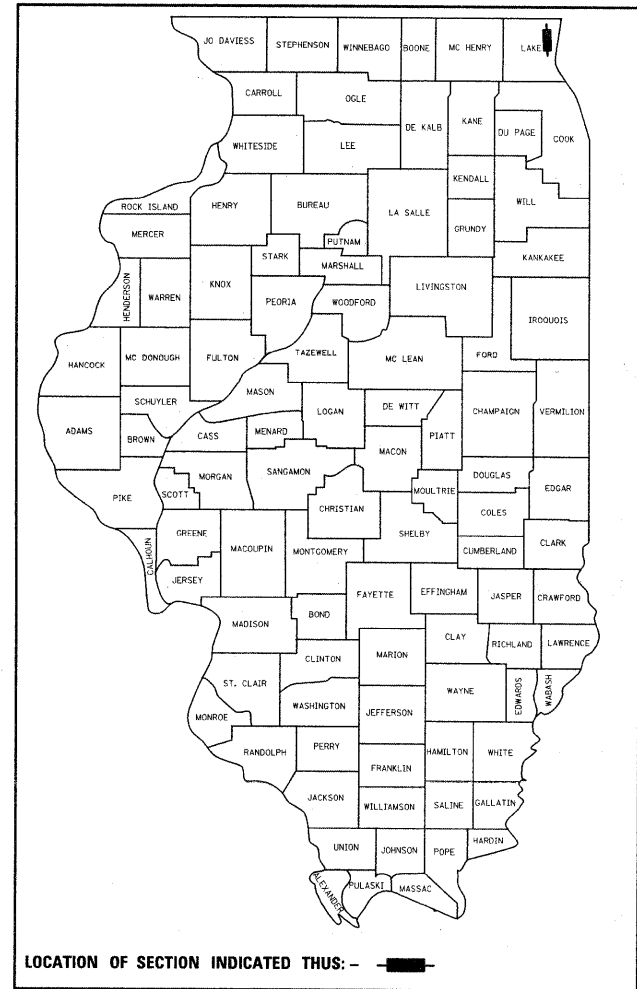 JO DAVIESS STEPHENSON WINNEBAGO BOONE MC HENRY LAKE
CARROLL OGLE DE KALB KANE DU PAGE COOK
WHITESIDE LEE
KENDALL WILL
ROCK ISLAND HENRY BUREAU LA SALLE GRUNDY
MERCER PUTNAM
STARK MARSHALL KANKAKEE
HENDERSON WARREN KNOX PEORIA WOODFORD LIVINGSTON IROQUOIS
HANCOCK MC DONOUGH FULTON TAZEWELL MC LEAN FORD
MASON
SCHUYLER LOGAN DE WITT CHAMPAIGN VERMILION
ADAMS BROWN CASS MENARD MACON PIATT
SANGAMON DOUGLAS
PIKE SCOTT MORGAN CHRISTIAN MOULTRIE COLES EDGAR
GREENE SHELBY
CALHOUN MACOUPIN MONTGOMERY CUMBERLAND CLARK
JERSEY FAYETTE EFFINGHAM JASPER CRAWFORD
MADISON BOND
CLAY RICHLAND LAWRENCE
CLINTON MARION
ST. CLAIR WAYNE EDWARDS WABASH
WASHINGTON JEFFERSON
MONROE
RANDOLPH PERRY HAMILTON WHITE
FRANKLIN
JACKSON WILLIAMSON SALINE GALLATIN
UNION JOHNSON POPE HARDIN
ALEXANDER PULASKI MASSAC
LOCATION OF SECTION INDICATED THUS: -